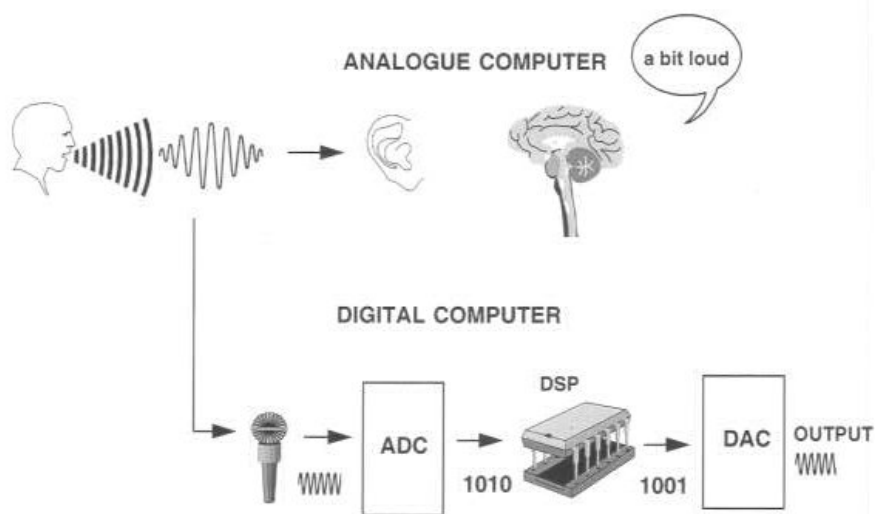 ANALOGUE COMPUTER
a bit loud
DIGITAL COMPUTER
DSP
ADC
DAC
OUTPUT
1010
1001